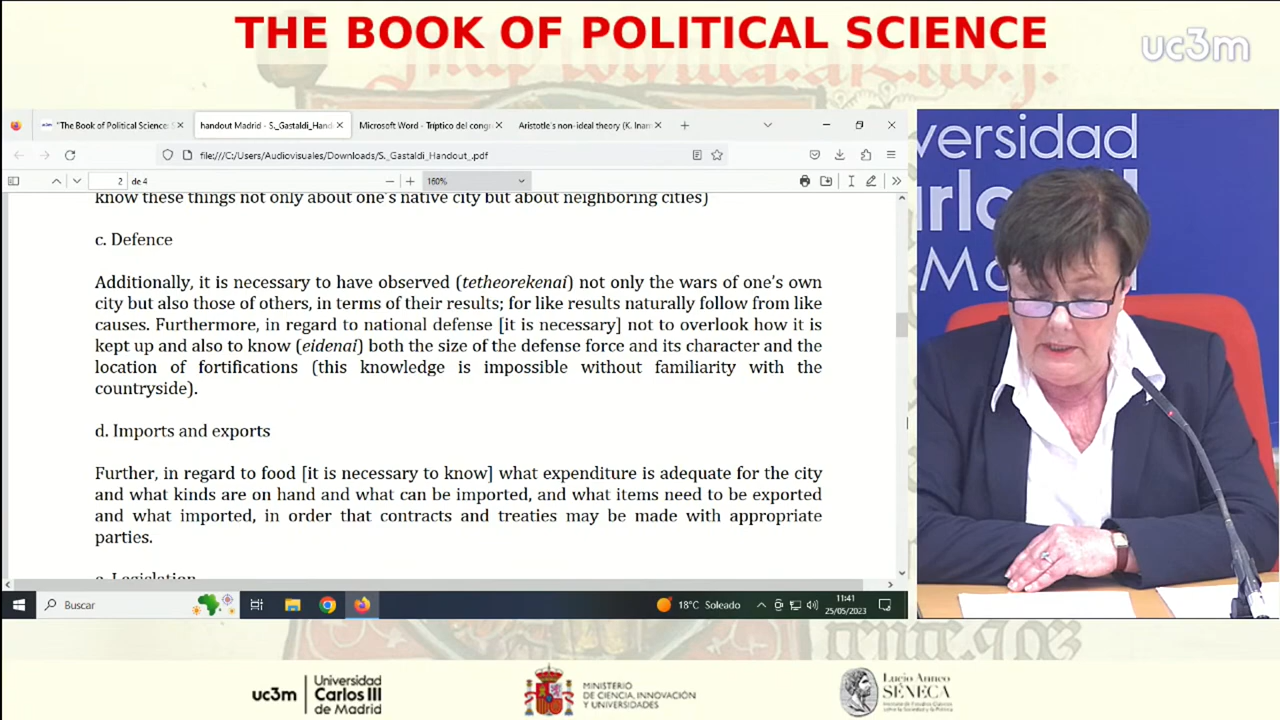 THE BOOK OF POLITICAL SCIENCE
uc3m
"The Book of Political Science: 
handout Madrid - S._Gastaldi_Hand
Microsoft Word - Tríptico del congr
Aristotle's non-ideal theory (K. Inam
file:///C:/Users/Audiovisuales/Downloads/S._Gastaldi_Handout_.pdf
2 de 4
160%
know these things not only about one's native city but about neighboring cities)
c. Defence
Additionally, it is necessary to have observed (tetheorekenai) not only the wars of one's own
city but also those of others, in terms of their results; for like results naturally follow from like
causes. Furthermore, in regard to national defense [it is necessary] not to overlook how it is
kept up and also to know (eidenai) both the size of the defense force and its character and the
location of fortifications (this knowledge is impossible without familiarity with the
countryside).
d. Imports and exports
Further, in regard to food [it is necessary to know] what expenditure is adequate for the city
and what kinds are on hand and what can be imported, and what items need to be exported
and what imported, in order that contracts and treaties may be made with appropriate
parties.
e. Legislation
Buscar
18°C Soleado
11:41
25/05/2023
versidad
uc3m
Universidad
Carlos III
de Madrid
MINISTERIO
DE CIENCIA, INNOVACIÓN
Y UNIVERSIDADES
Lucio Anneo
SÉNECA